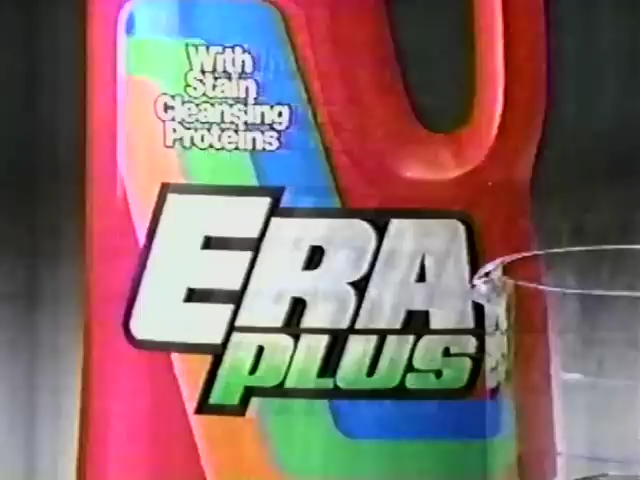 With
Stain
Cleansing
Proteins
ERA
PLUS